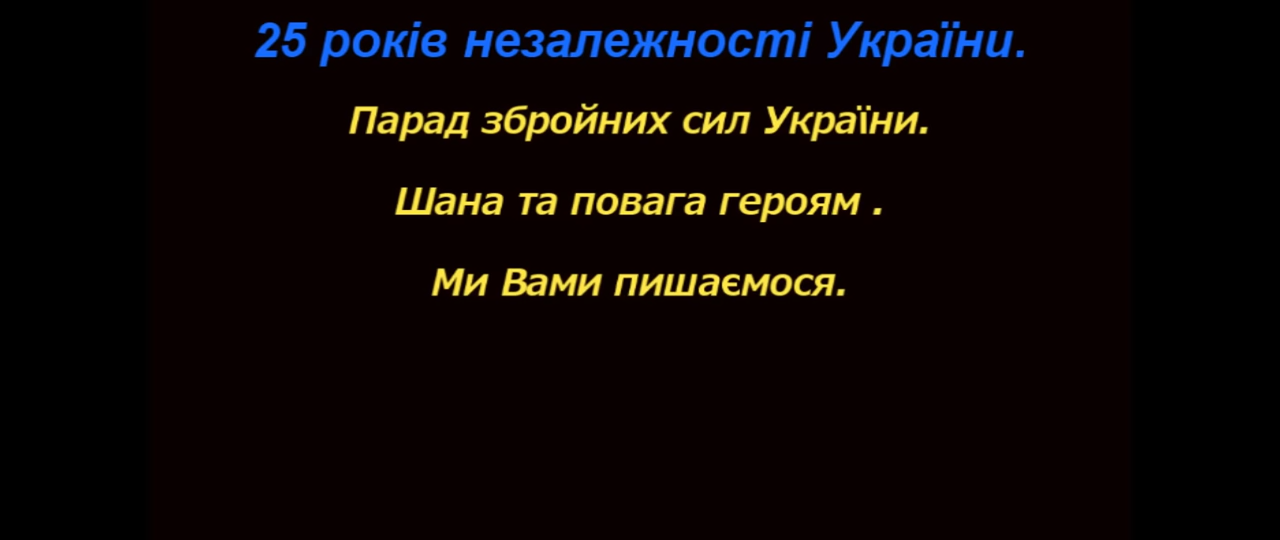 25 років незалежності України.
Парад збройних сил України.
Шана та повага героям .
Ми Вами пишаємося.